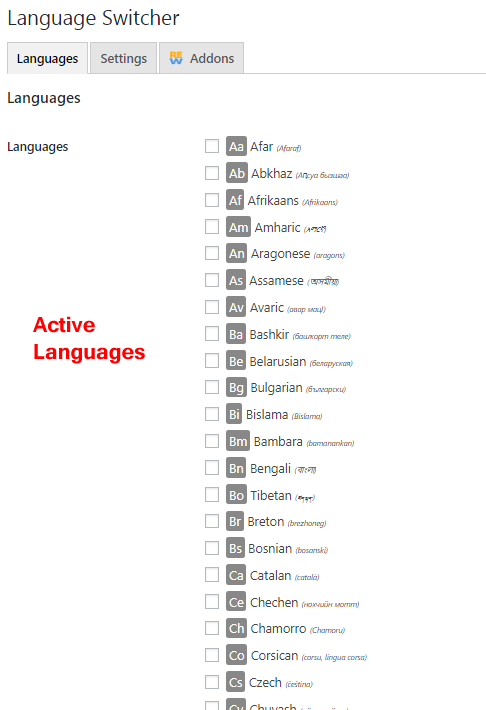 Language Switcher
Languages
Settings
Addons
Languages
Languages
Active
Languages
Aa Afar (Afaraf)
Ab Abkhaz (Аҧсуа бызшәа)
Af Afrikaans (Afrikaans)
Am Amharic (አማርኛ)
An Aragonese (aragons)
As Assamese (অসমীয়া)
Av Avaric (авар мацӀ)
Ba Bashkir (башҡорт теле)
Be Belarusian (беларуская)
Bg Bulgarian (български)
Bi Bislama (Bislama)
Bm Bambara (bamanankan)
Bn Bengali (বাংলা)
Bo Tibetan
Br Breton (brezhoneg)
Bs Bosnian (bosanski)
Ca Catalan (català)
Ce Chechen (нохчийн мотт)
Ch Chamorro (Chamoru)
Co Corsican (corsu, lingua corsa)
Cs Czech (čeština)
Cv Chuvash